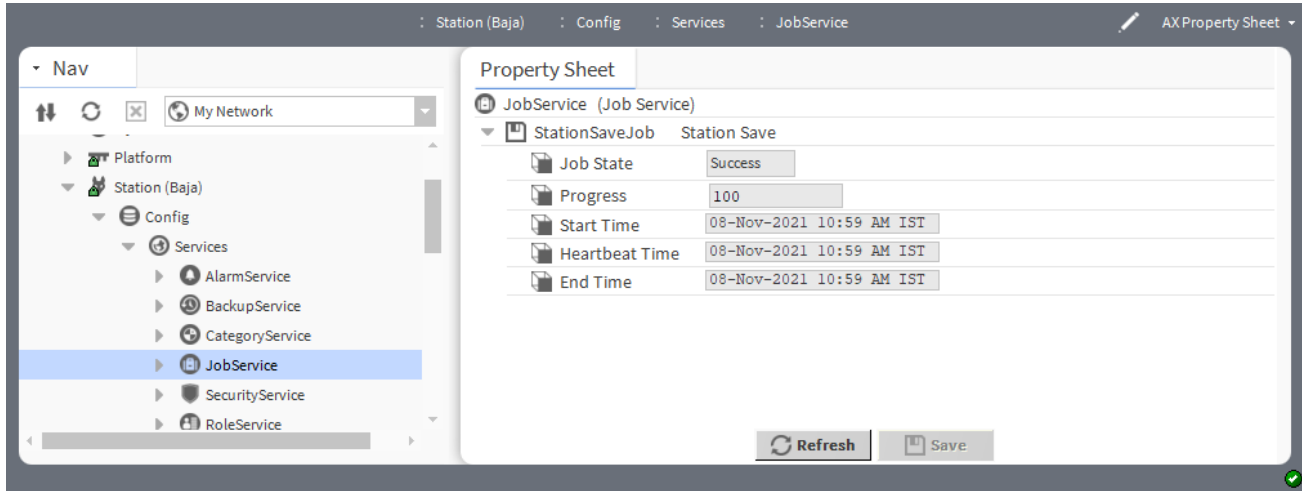 : Station (Baja) : Config : Services : JobService AX Property Sheet
Nav
My Network
Platform
Station (Baja)
Config
Services
AlarmService
BackupService
CategoryService
JobService
SecurityService
RoleService
Property Sheet
JobService (Job Service)
StationSaveJob Station Save
Job State Success
Progress 100
Start Time 08-Nov-2021 10:59 AM IST
Heartbeat Time 08-Nov-2021 10:59 AM IST
End Time 08-Nov-2021 10:59 AM IST
Refresh Save